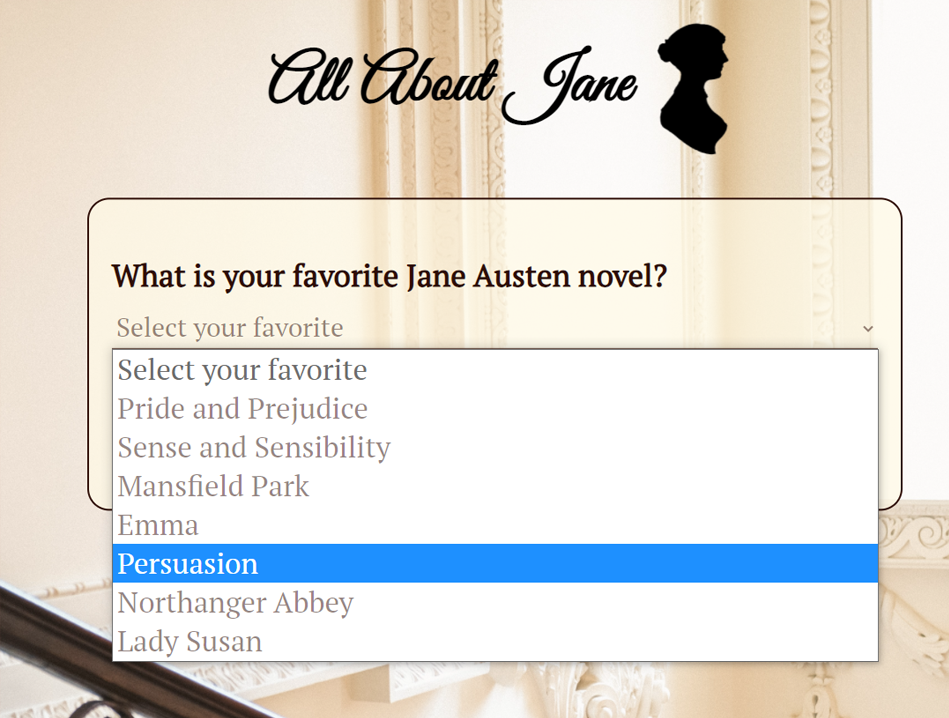 All About Jane
What is your favorite Jane Austen novel?
Select your favorite
Select your favorite
Pride and Prejudice
Sense and Sensibility
Mansfield Park
Emma
Persuasion
Northanger Abbey
Lady Susan